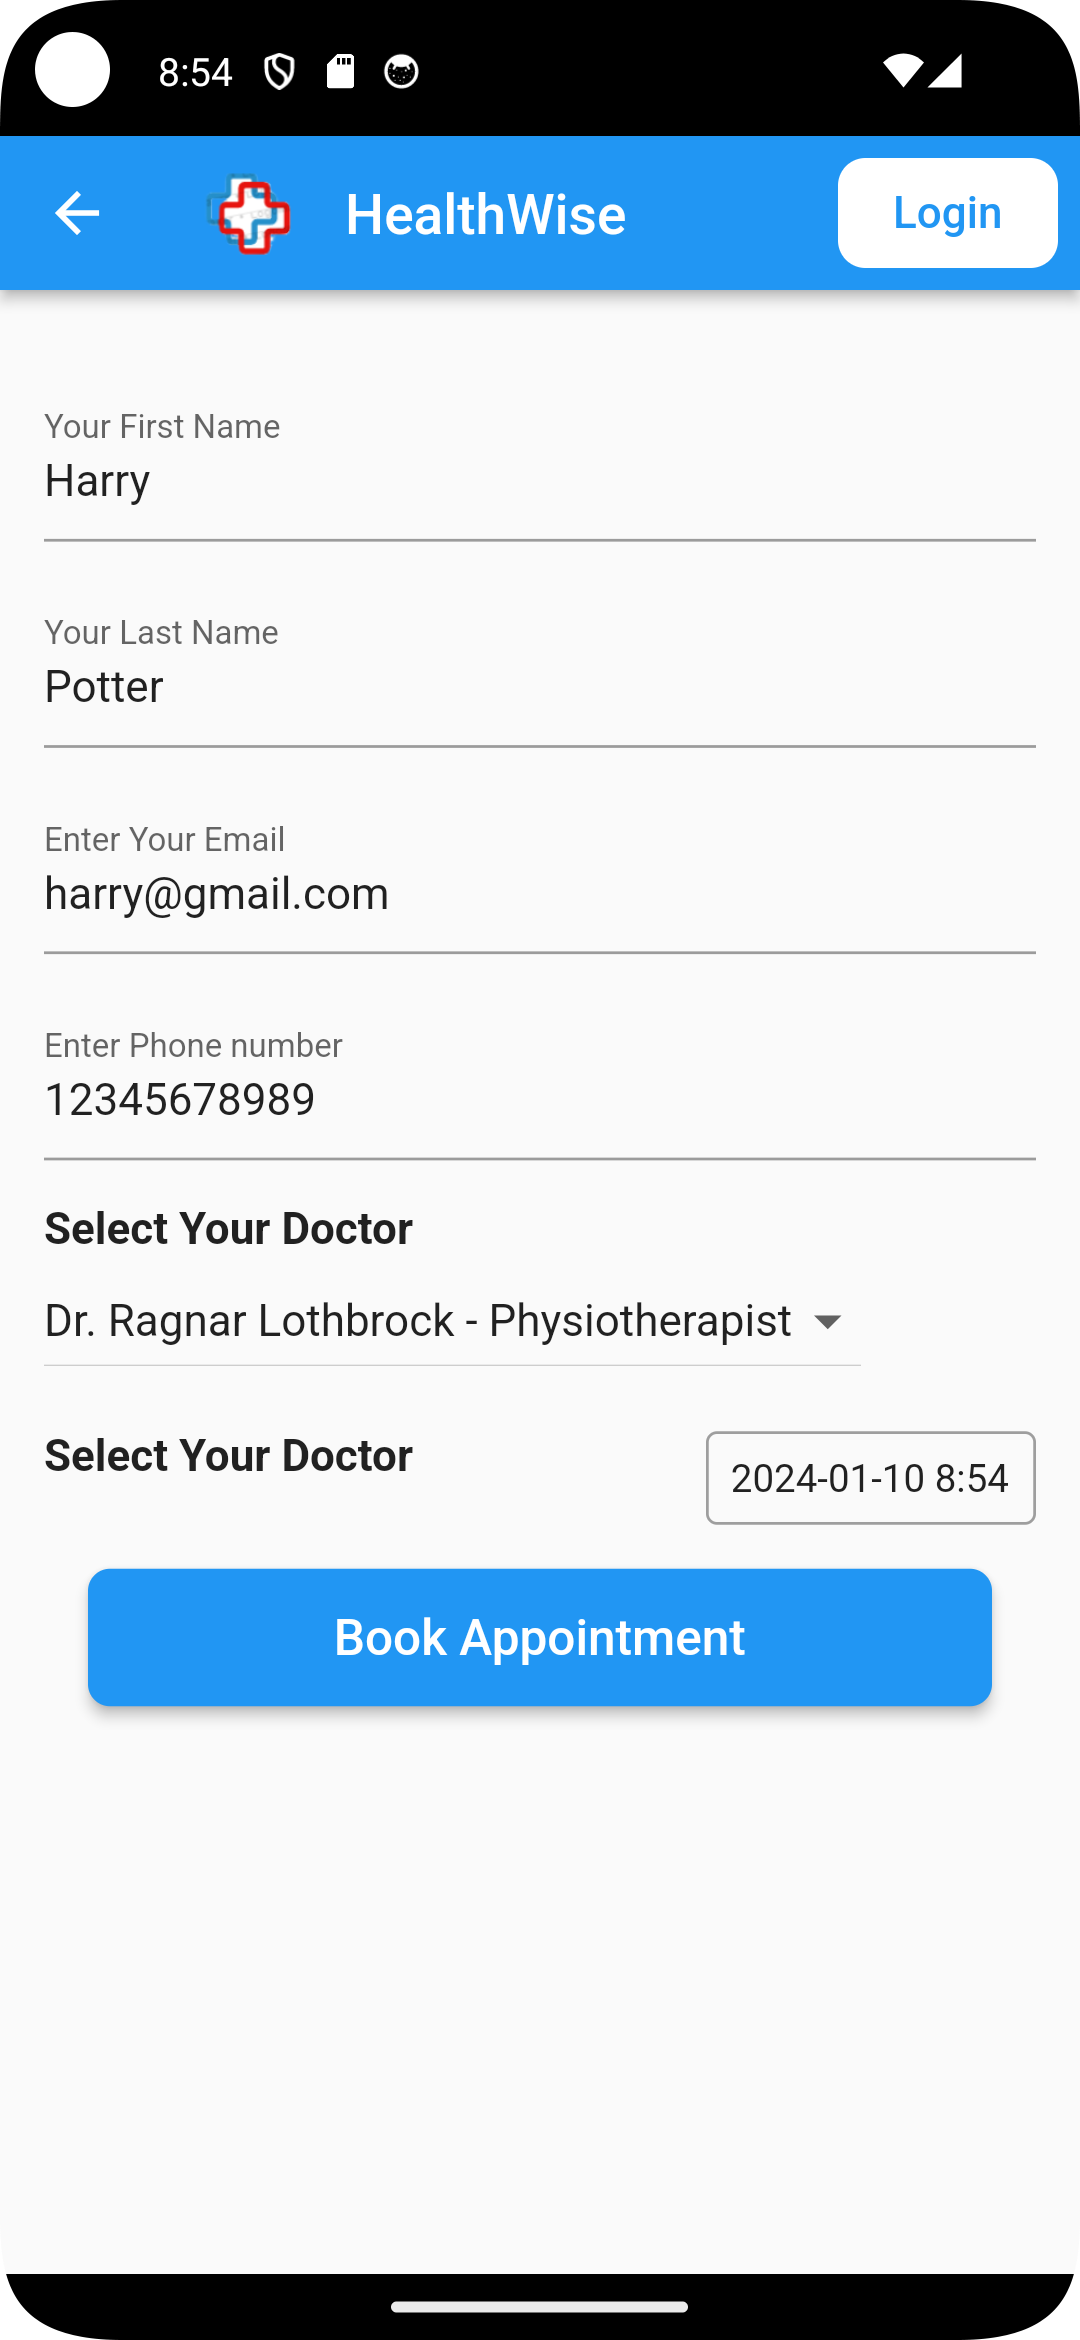 8:54
HealthWise
Login
Your First Name
Harry
Your Last Name
Potter
Enter Your Email
harry@gmail.com
Enter Phone number
12345678989
Select Your Doctor
Dr. Ragnar Lothbrock - Physiotherapist
Select Your Doctor
2024-01-10 8:54
Book Appointment